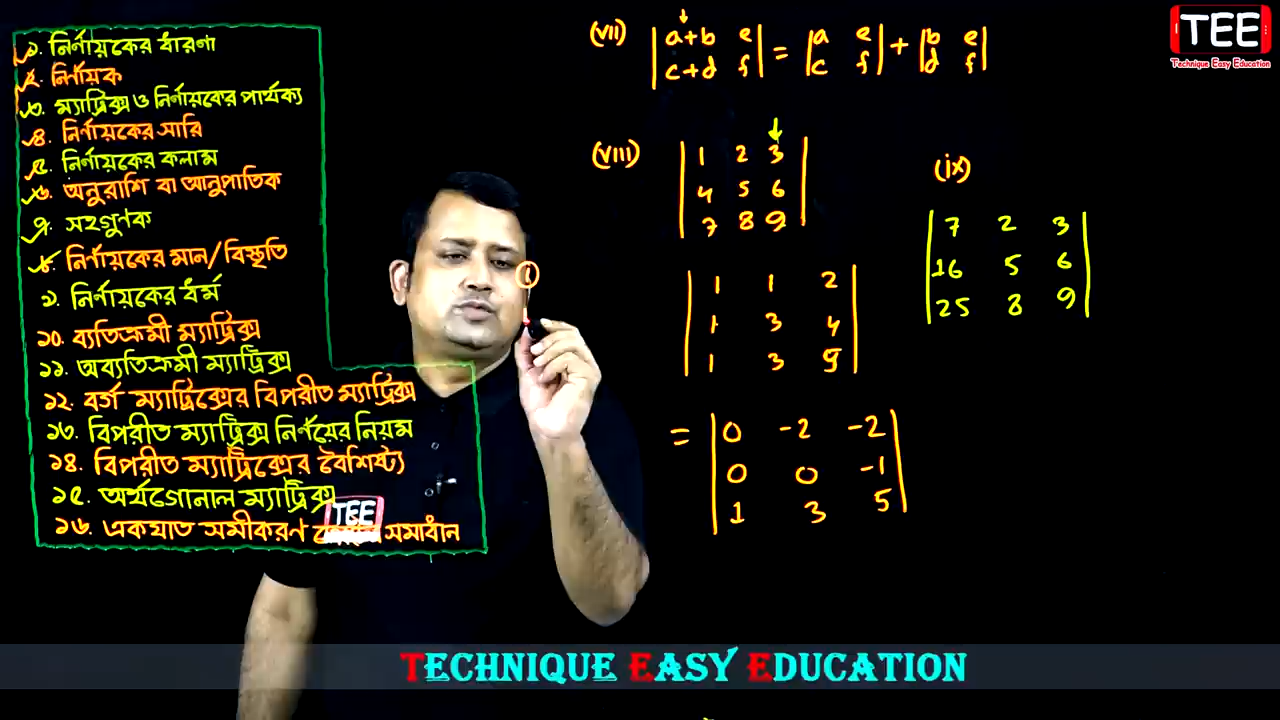 ১. নির্ণায়কের ধারণা
২. নির্ণায়ক
৩. ম্যাট্রিক্স ও নির্ণায়কের পার্থক্য
৪. নির্ণায়কের সারি
৫. নির্ণায়কের কলাম
৬. অনুরাশি বা আনুপাতিক
৭. সহগুণক
৮. নির্ণায়কের মান/বিস্তৃতি
৯. নির্ণায়কের ধর্ম
১০. ব্যতিক্রমী ম্যাট্রিক্স
১১. অব্যতিক্রমী ম্যাট্রিক্স
১২. বর্গ ম্যাট্রিক্সের বিপরীত ম্যাট্রিক্স
১৩. বিপরীত ম্যাট্রিক্স নির্ণয়ের নিয়ম
১৪. বিপরীত ম্যাট্রিক্সের বৈশিষ্ট্য
১৫. অর্থগোনাল ম্যাট্রিক্স
১৬. একঘাত সমীকরণ সমাধান
TEE
(vii) |a+b e| = |a e| + |b e|
|c+d f| |c f| |d f|
(viii)
|1 2 3|
|4 5 6|
|7 8 9|
|1 1 2|
|1 3 4|
|1 3 5|
= |0 -2 -2|
|0 0 -1|
|1 3 5|
(ix)
|7 2 3|
|16 5 6|
|25 8 9|
1
TEE
Technique Easy Education
TECHNIQUE EASY EDUCATION